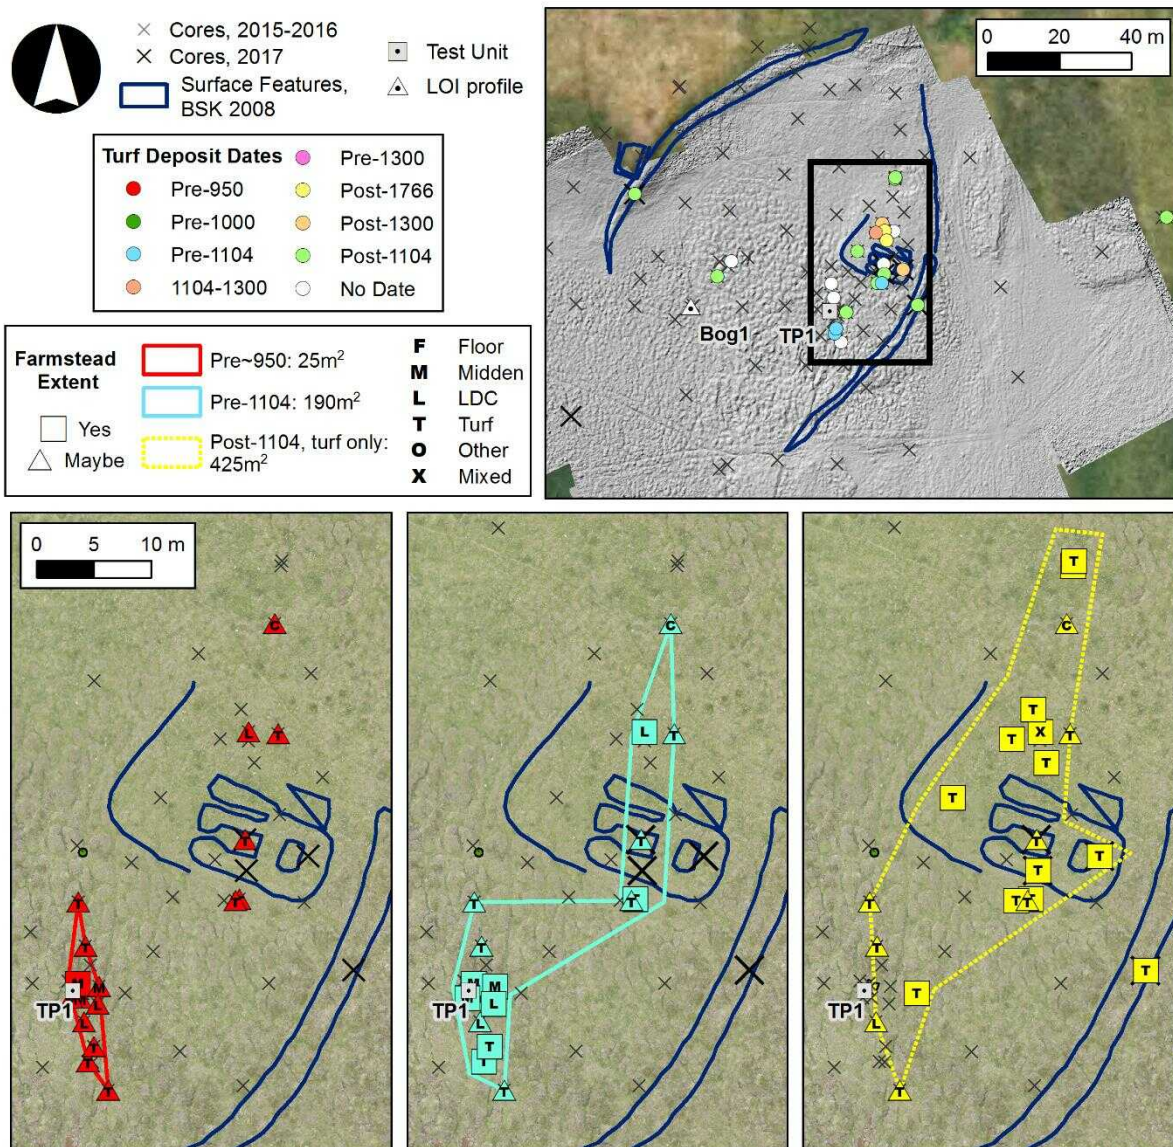 Cores, 2015-2016
Cores, 2017
Surface Features,
BSK 2008
Test Unit
LOI profile
Turf Deposit Dates
Pre-950
Pre-1000
Pre-1104
1104-1300
Pre-1300
Post-1766
Post-1300
Post-1104
No Date
Farmstead
Extent
Yes
Maybe
Pre~950: 25m²
Pre-1104: 190m²
Post-1104, turf only:
425m²
F Floor
M Midden
L LDC
T Turf
O Other
X Mixed
0 20 40 m
Bog1
TP1
0 5 10 m
C
L T
T
T
T
T
M
M
TP1
L
L
T
T
T
C
L T
T
T
T
T
T
M
M
TP1
L
L
T
T
T
T
C
T
T X T
T
T
T
T
T
T T
T
T
T
TP1
T
L
T